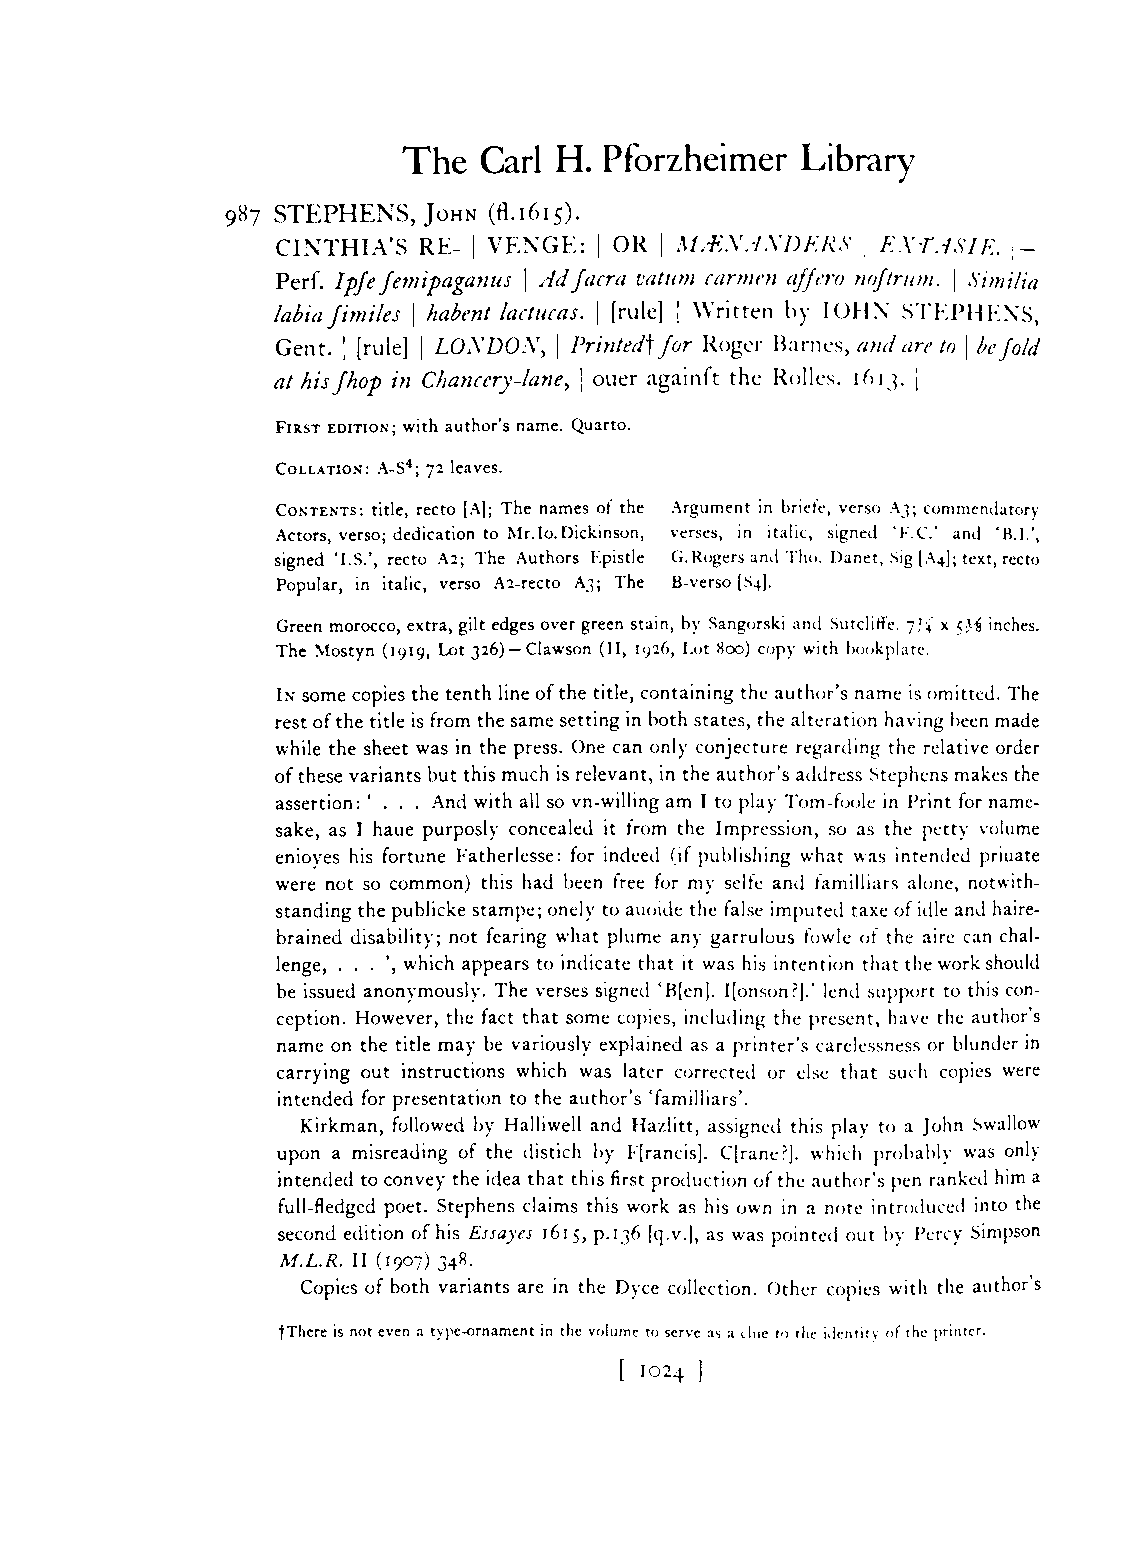 The Carl H. Pforzheimer Library
987 STEPHENS, JOHN (fl.1615).
CINTHIA'S RE- | VENGE: | OR | MÆNANDERS | EXTASIE. | —
Perſ. Ipſe ſemipaganus | Ad ſacra vatum carmen affero noſtrum. | Similia
labia ſimiles | habent lactucas. | [rule] | Written by IOHN STEPHENS,
Gent. | [rule] | LONDON, | Printed† for Roger Barnes, and are to | be ſold
at his ſhop in Chancery-lane, | ouer againſt the Rolles. 1613. |
FIRST EDITION; with author's name. Quarto.
COLLATION: A-S⁴; 72 leaves.
CONTENTS: title, recto [A]; The names of the
Actors, verso; dedication to Mr.Io.Dickinson,
signed 'I.S.', recto A2; The Authors Epistle
Popular, in italic, verso A2-recto A3; The
Argument in briefe, verso A3; commendatory
verses, in italic, signed 'F.C.' and 'B.I.',
G.Rogers and Tho. Danet, Sig [A4]; text, recto
B-verso [S4].
Green morocco, extra, gilt edges over green stain, by Sangorski and Sutcliffe. x inches.
The Mostyn (1919, Lot 326) — Clawson (II, 1926, Lot 800) copy with bookplate.
IN some copies the tenth line of the title, containing the author's name is omitted. The
rest of the title is from the same setting in both states, the alteration having been made
while the sheet was in the press. One can only conjecture regarding the relative order
of these variants but this much is relevant, in the author's address Stephens makes the
assertion: ' . . . And with all so vn-willing am I to play Tom-foole in Print for name-
sake, as I haue purposly concealed it from the Impression, so as the petty volume
enioyes his fortune Fatherlesse: for indeed (if publishing what was intended priuate
were not so common) this had been free for my selfe and familliars alone, notwith-
standing the publicke stampe; onely to auoide the false imputed taxe of idle and haire-
brained disability; not fearing what plume any garrulous fowle of the aire can chal-
lenge, . . . ', which appears to indicate that it was his intention that the work should
be issued anonymously. The verses signed 'B[en]. I[onson?].' lend support to this con-
ception. However, the fact that some copies, including the present, have the author's
name on the title may be variously explained as a printer's carelessness or blunder in
carrying out instructions which was later corrected or else that such copies were
intended for presentation to the author's 'familliars'.
Kirkman, followed by Halliwell and Hazlitt, assigned this play to a John Swallow
upon a misreading of the distich by F[rancis]. C[rane?]. which probably was only
intended to convey the idea that this first production of the author's pen ranked him a
full-fledged poet. Stephens claims this work as his own in a note introduced into the
second edition of his Essayes 1615, p.136 [q.v.], as was pointed out by Percy Simpson
M.L.R. II (1907) 348.
Copies of both variants are in the Dyce collection. Other copies with the author's
†There is not even a type-ornament in the volume to serve as a clue to the identity of the printer.
[ 1024 ]